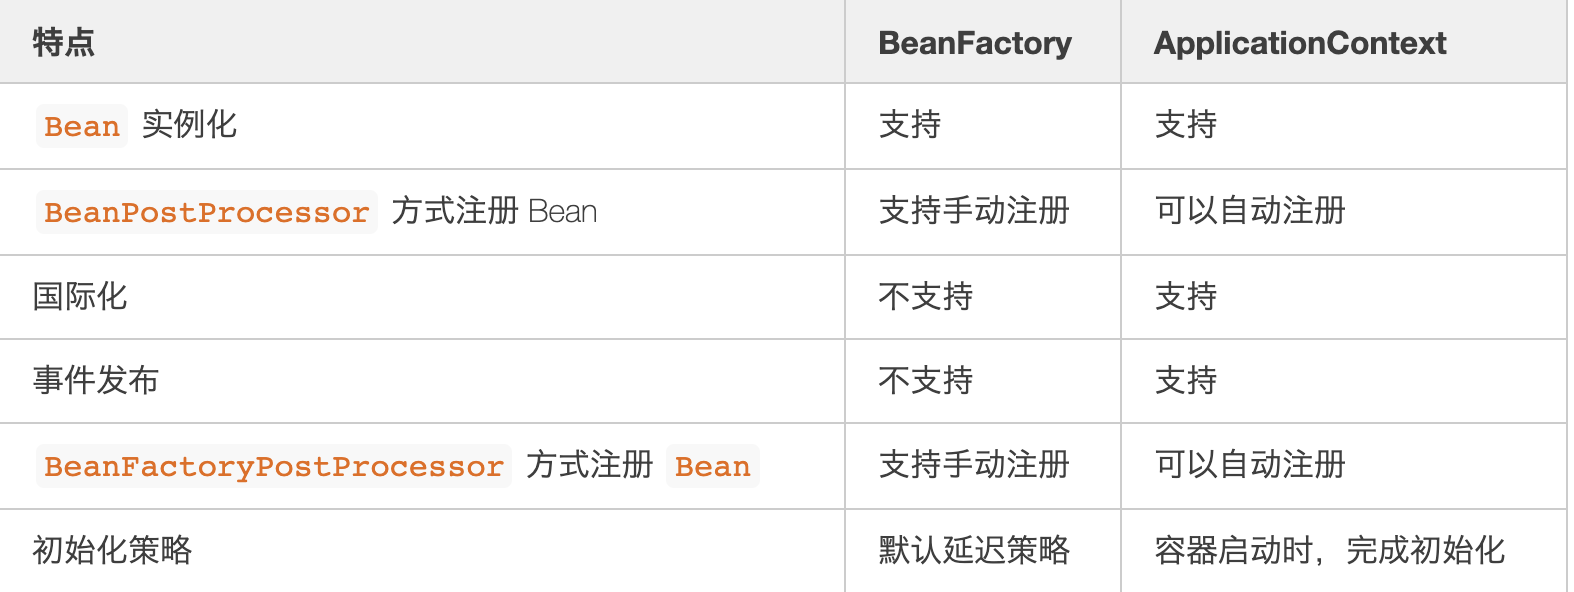 特点 BeanFactory ApplicationContext
Bean 实例化 支持 支持
BeanPostProcessor 方式注册 Bean 支持手动注册 可以自动注册
国际化 不支持 支持
事件发布 不支持 支持
BeanFactoryPostProcessor 方式注册 Bean 支持手动注册 可以自动注册
初始化策略 默认延迟策略 容器启动时，完成初始化